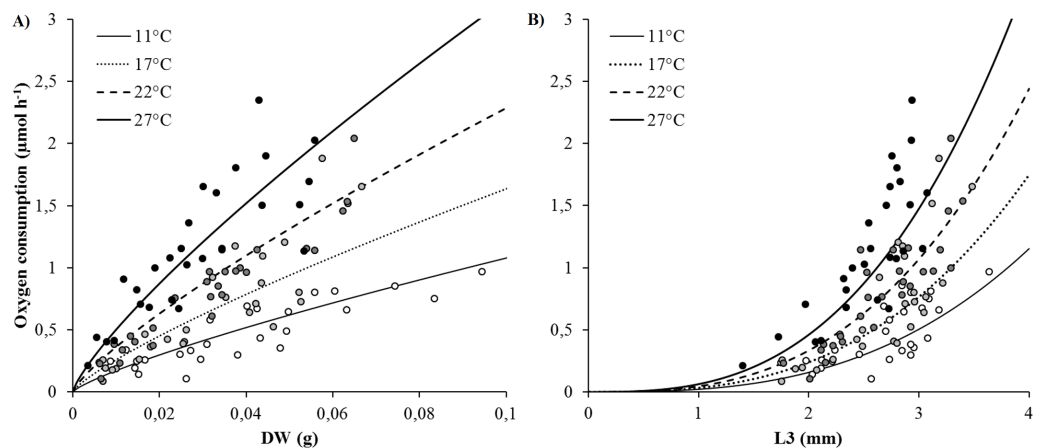 A)
11°C
17°C
22°C
27°C
3
2,5
2
1,5
1
0,5
0
Oxygen consumption (µmol h⁻¹)
0 0,02 0,04 0,06 0,08 0,1
DW (g)
B)
11°C
17°C
22°C
27°C
3
2,5
2
1,5
1
0,5
0
0 1 2 3 4
L3 (mm)